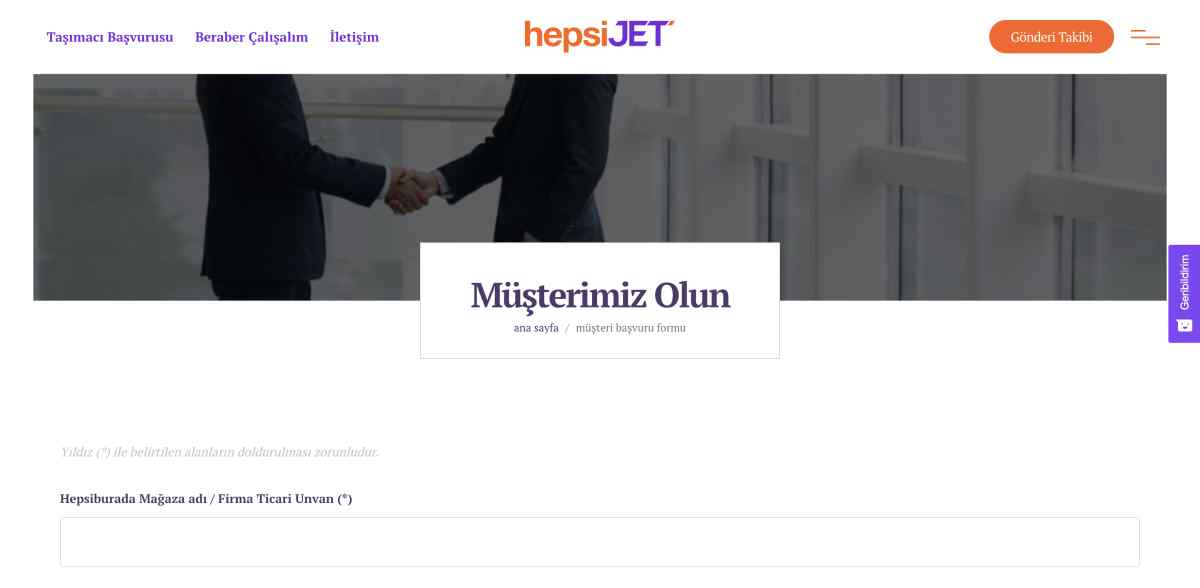 Taşımacı Başvurusu Beraber Çalışalım İletişim hepsiJET Gönderi Takibi
Geribildirim
Müşterimiz Olun
ana sayfa / müşteri başvuru formu
Yıldız (*) ile belirtilen alanların doldurulması zorunludur.
Hepsiburada Mağaza adı / Firma Ticari Unvan (*)